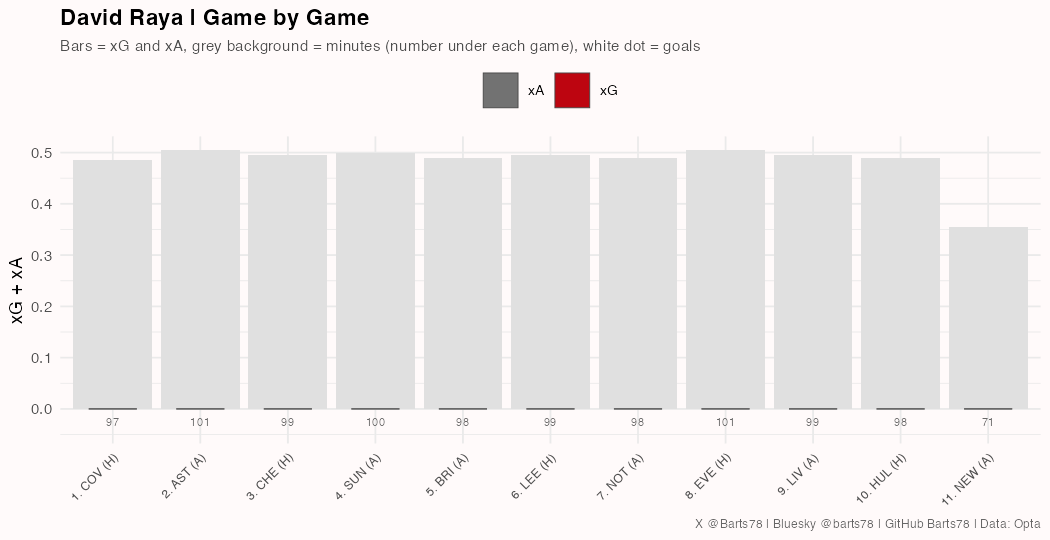 David Raya | Game by Game
Bars = xG and xA, grey background = minutes (number under each game), white dot = goals
xA xG
xG + xA
0.5
0.4
0.3
0.2
0.1
0.0
97 101 99 100 98 99 98 101 99 98 71
1. COV (H) 2. AST (A) 3. CHE (H) 4. SUN (A) 5. BRI (A) 6. LEE (H) 7. NOT (A) 8. EVE (H) 9. LIV (A) 10. HUL (H) 11. NEW (A)
X @Barts78 | Bluesky @barts78 | GitHub Barts78 | Data: Opta